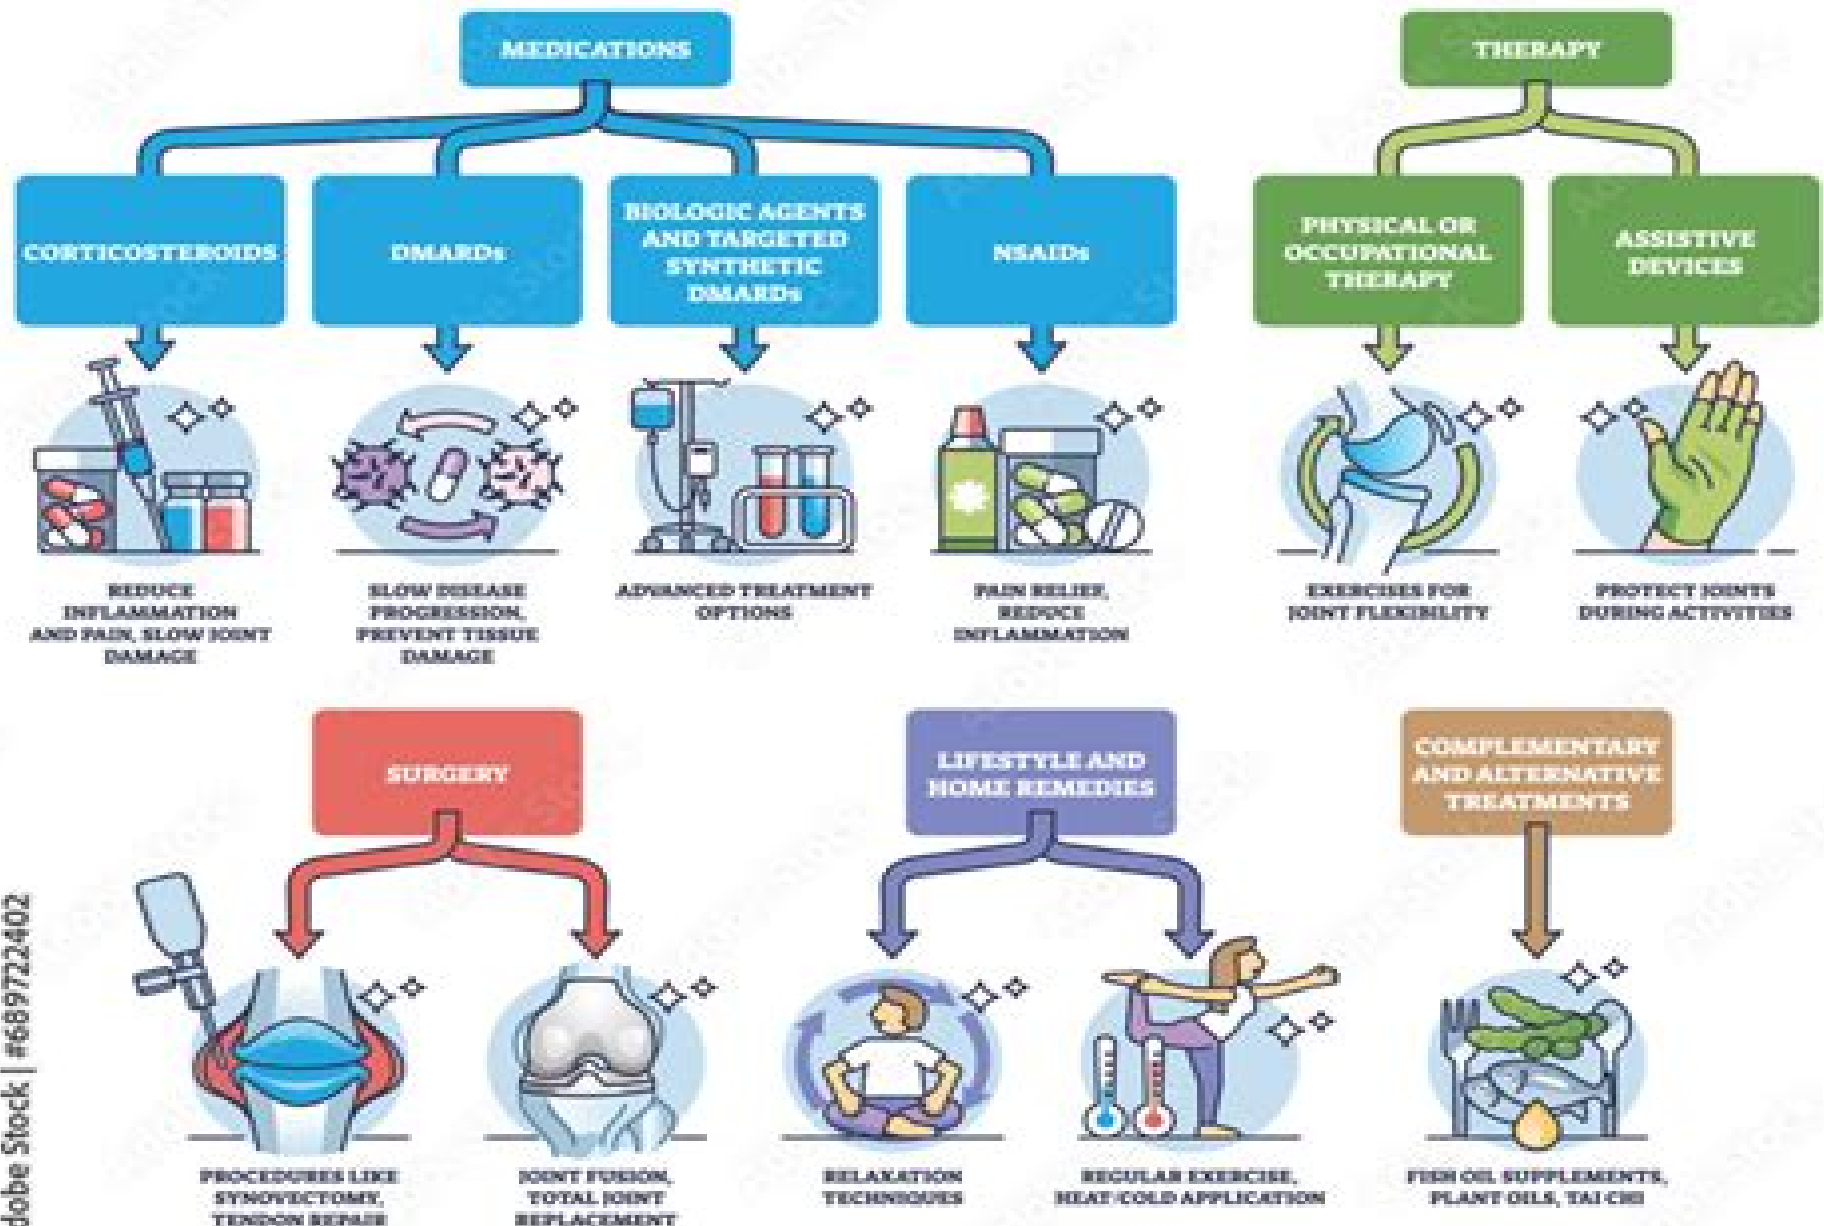 MEDICATIONS
THERAPY
CORTICOSTEROIDS
DMARDs
BIOLOGIC AGENTS
AND TARGETED
SYNTHETIC
DMARDs
NSAIDs
PHYSICAL OR
OCCUPATIONAL
THERAPY
ASSISTIVE
DEVICES
REDUCE
INFLAMMATION
AND PAIN, SLOW JOINT
DAMAGE
SLOW DISEASE
PROGRESSION,
PREVENT TISSUE
DAMAGE
ADVANCED TREATMENT
OPTIONS
PAIN RELIEF,
REDUCE
INFLAMMATION
EXERCISES FOR
JOINT FLEXIBILITY
PROTECT JOINTS
DURING ACTIVITIES
SURGERY
LIFESTYLE AND
HOME REMEDIES
COMPLEMENTARY
AND ALTERNATIVE
TREATMENTS
PROCEDURES LIKE
SYNOVECTOMY,
TENDON REPAIR
JOINT FUSION,
TOTAL JOINT
REPLACEMENT
RELAXATION
TECHNIQUES
REGULAR EXERCISE,
HEAT/COLD APPLICATION
FISH OIL SUPPLEMENTS,
PLANT OILS, TAI CHI
dobe Stock | #689722402